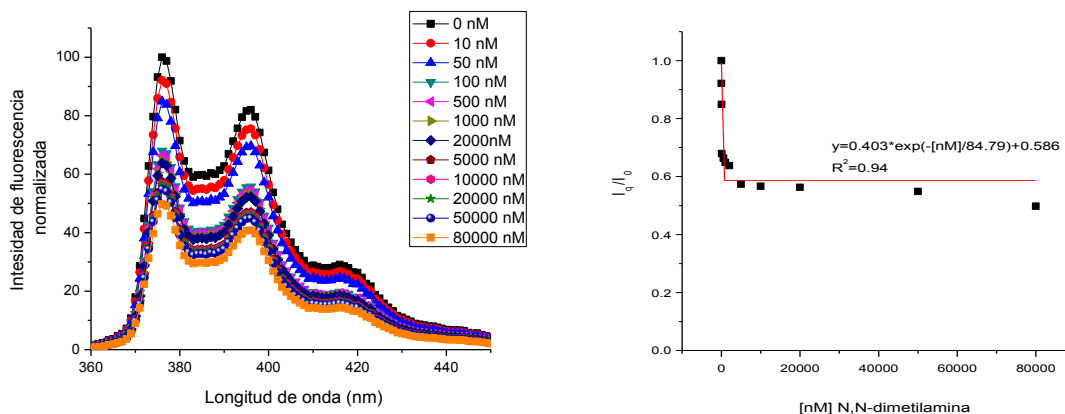 0 nM
10 nM
50 nM
100 nM
500 nM
1000 nM
2000nM
5000 nM
10000 nM
20000 nM
50000 nM
80000 nM
100
80
60
40
20
0
360
380
400
420
440
Intesidad de fluorescencia
normalizada
Longitud de onda (nm)
1.0
0.8
0.6
0.4
0.2
0.0
0
20000
40000
60000
80000
I_q/I_0
y=0.403*exp(-[nM]/84.79)+0.586
R²=0.94
[nM] N,N-dimetilamina